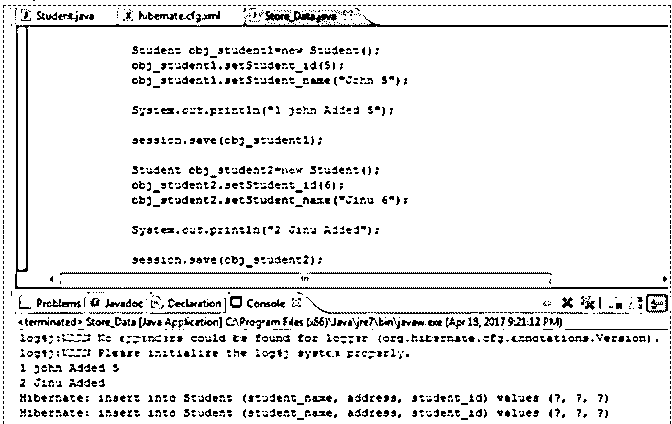 Student.java hibernate.cfg.xml Store_Data.java
Student obj_student1=new Student();
obj_student1.setStudent_id(5);
obj_student1.setStudent_name("John 5");
System.out.println("1 john Added 5");
session.save(obj_student1);
Student obj_student2=new Student();
obj_student2.setStudent_id(6);
obj_student2.setStudent_name("Jinu 6");
System.out.println("2 Jinu Added");
session.save(obj_student2);
Problems @ Javadoc Declaration Console
<terminated> Store_Data [Java Application] C:\Program Files (x86)\Java\jre7\bin\javaw.exe (Apr 18, 2017 9:21:12 PM)
log4j:WARN No appenders could be found for logger (org.hibernate.cfg.annotations.Version).
log4j:WARN Please initialize the log4j system properly.
1 john Added 5
2 Jinu Added
Hibernate: insert into Student (student_name, address, student_id) values (?, ?, ?)
Hibernate: insert into Student (student_name, address, student_id) values (?, ?, ?)